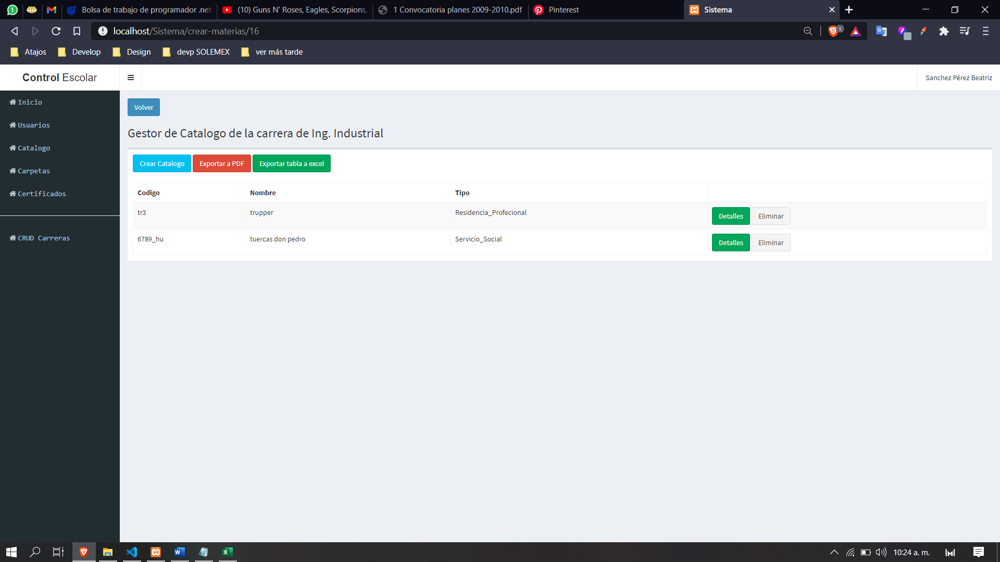 1
Bolsa de trabajo de programador .net
(10) Guns N' Roses, Eagles, Scorpions,
1 Convocatoria planes 2009-2010.pdf
Pinterest
Sistema
localhost/Sistema/crear-materias/16
1
Atajos
Develop
Design
devp SOLEMEX
ver más tarde
Control Escolar
Sanchez Pérez Beatriz
Inicio
Usuarios
Catalogo
Carpetas
Certificados
CRUD Carreras
Volver
Gestor de Catalogo de la carrera de Ing. Industrial
Crear Catalogo
Exportar a PDF
Exportar tabla a excel
Codigo Nombre Tipo
tr3 trupper Residencia_Profecional Detalles Eliminar
6789_hu tuercas don pedro Servicio_Social Detalles Eliminar
10:24 a. m.